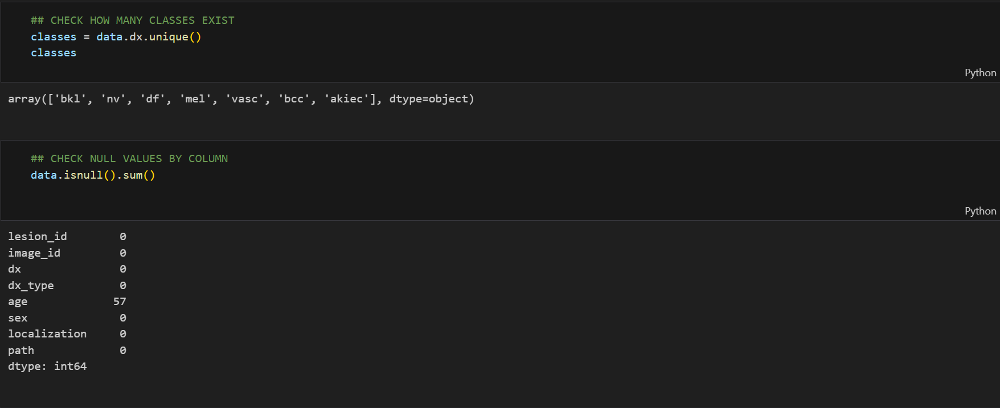 ## CHECK HOW MANY CLASSES EXIST
classes = data.dx.unique()
classes
Python
array(['bkl', 'nv', 'df', 'mel', 'vasc', 'bcc', 'akiec'], dtype=object)
## CHECK NULL VALUES BY COLUMN
data.isnull().sum()
Python
lesion_id        0
image_id         0
dx               0
dx_type          0
age             57
sex              0
localization     0
path             0
dtype: int64